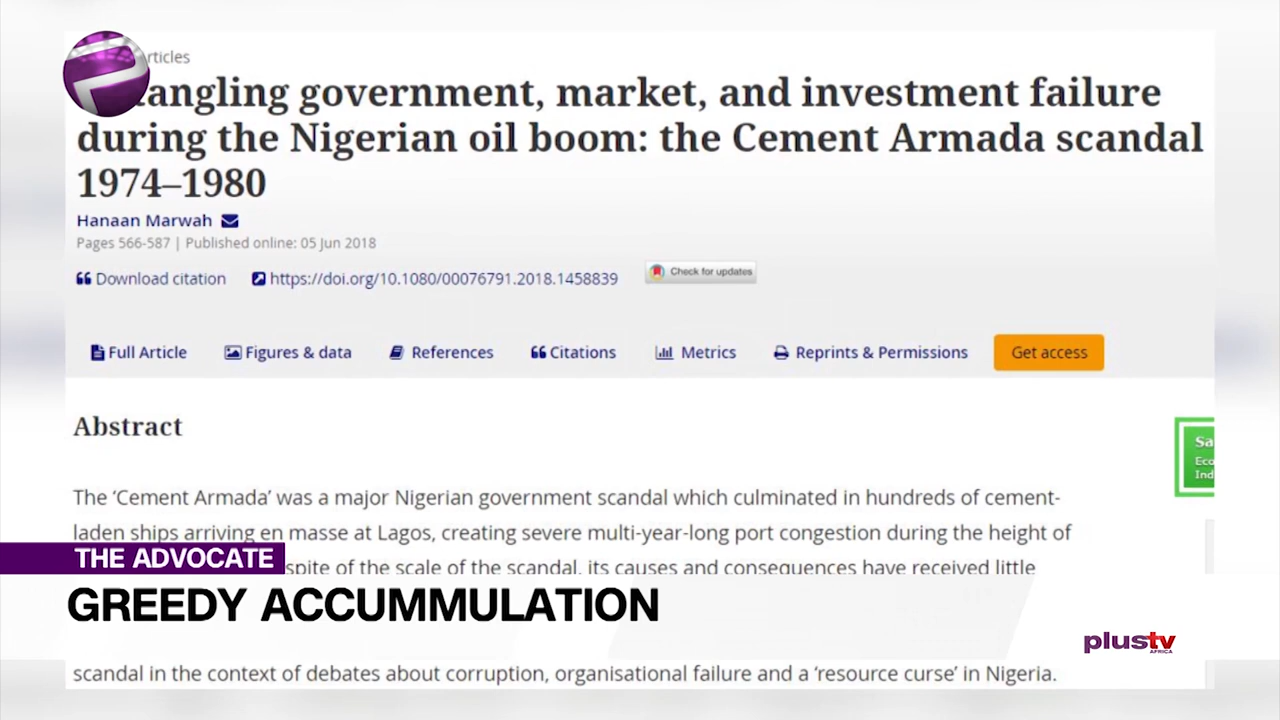 rticles
tangling government, market, and investment failure
during the Nigerian oil boom: the Cement Armada scandal
1974–1980
Hanaan Marwah
Pages 566-587 | Published online: 05 Jun 2018
Download citation
https://doi.org/10.1080/00076791.2018.1458839
Check for updates
Full Article
Figures & data
References
Citations
Metrics
Reprints & Permissions
Get access
Abstract
Sa
Eco
Ind
The ‘Cement Armada’ was a major Nigerian government scandal which culminated in hundreds of cement-
laden ships arriving en masse at Lagos, creating severe multi-year-long port congestion during the height of
spite of the scale of the scandal, its causes and consequences have received little
THE ADVOCATE
GREEDY ACCUMMULATION
plustv
AFRICA
scandal in the context of debates about corruption, organisational failure and a ‘resource curse’ in Nigeria.